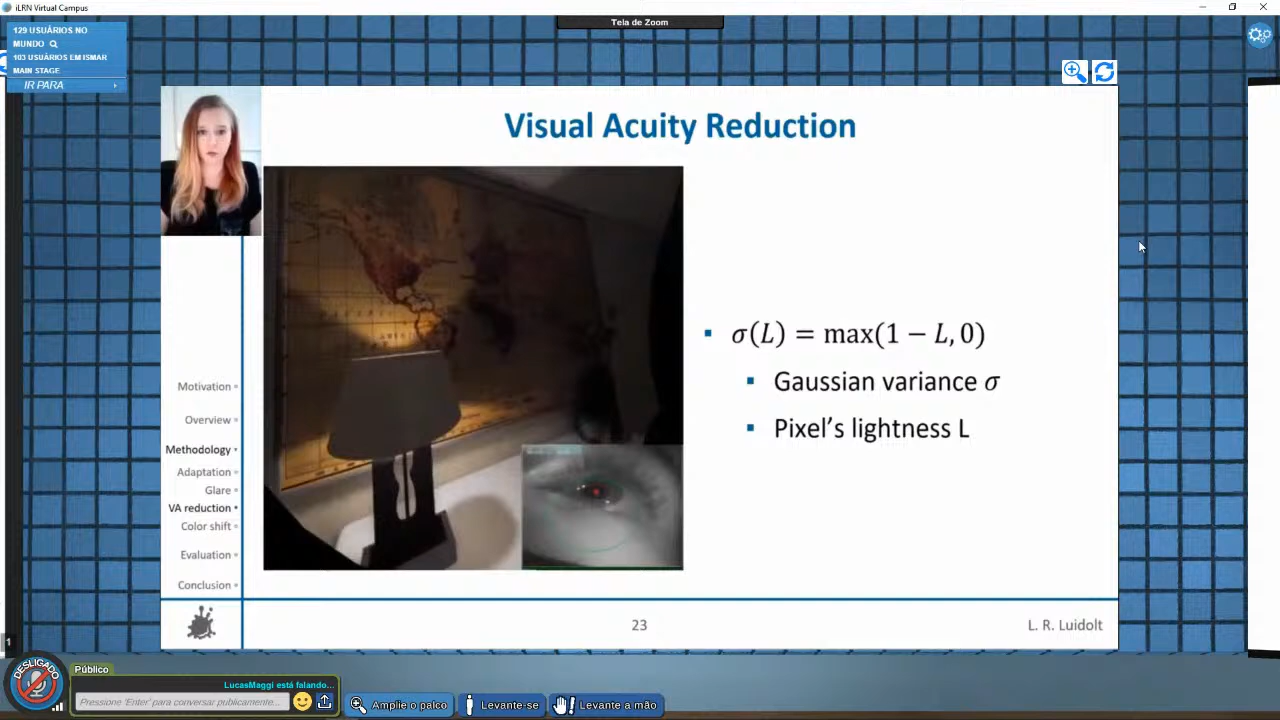 iLRN Virtual Campus
Tela de Zoom
129 USUÁRIOS NO
MUNDO
103 USUÁRIOS EM ISMAR
MAIN STAGE
IR PARA
Visual Acuity Reduction
σ(L) = max(1 − L, 0)
Gaussian variance σ
Pixel's lightness L
Motivation
Overview
Methodology
Adaptation
Glare
VA reduction
Color shift
Evaluation
Conclusion
23
L. R. Luidolt
1
DESLIGADO
Público
LucasMaggi está falando...
Pressione 'Enter' para conversar publicamente...
Amplie o palco
Levante-se
Levante a mão